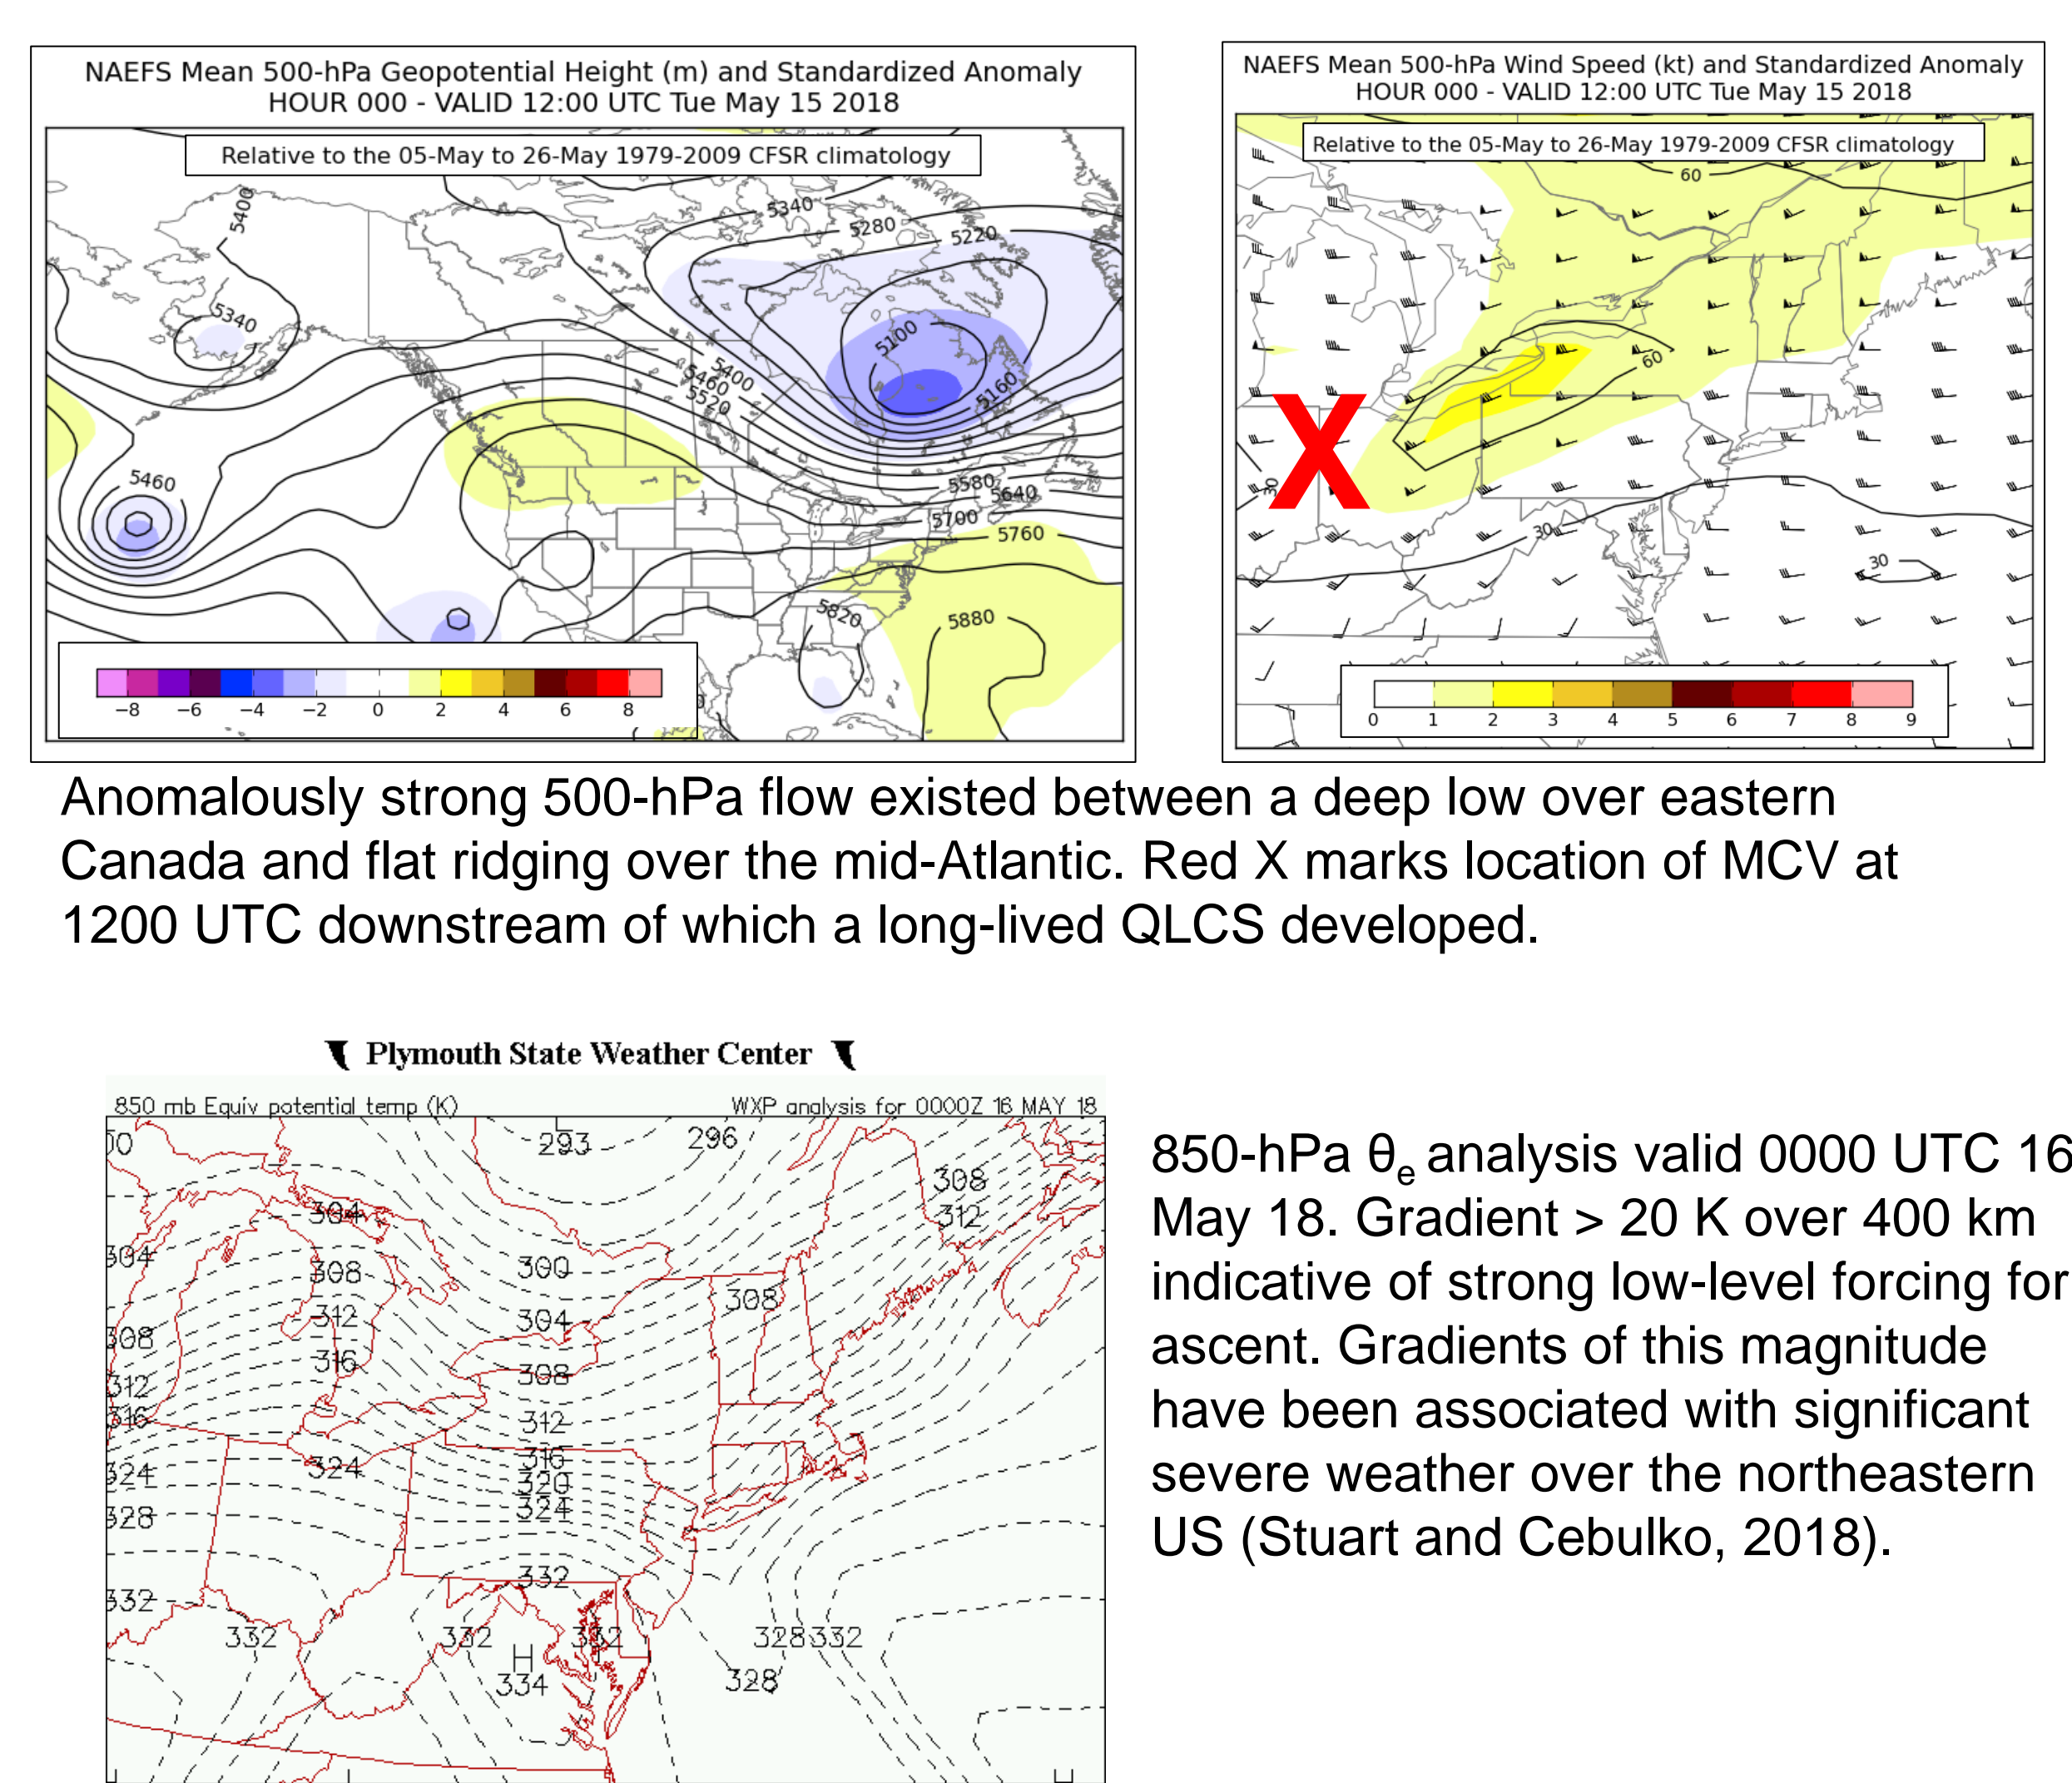 NAEFS Mean 500-hPa Geopotential Height (m) and Standardized Anomaly
HOUR 000 - VALID 12:00 UTC Tue May 15 2018
Relative to the 05-May to 26-May 1979-2009 CFSR climatology
5400
5340
5280
5220
5340
5100
5400
5460
5520
5160
5460
5580
5640
5700
5760
5820
5880
−8 −6 −4 −2 0 2 4 6 8
NAEFS Mean 500-hPa Wind Speed (kt) and Standardized Anomaly
HOUR 000 - VALID 12:00 UTC Tue May 15 2018
Relative to the 05-May to 26-May 1979-2009 CFSR climatology
60
60
X
30
30
30
0 1 2 3 4 5 6 7 8 9
Anomalously strong 500-hPa flow existed between a deep low over eastern
Canada and flat ridging over the mid-Atlantic. Red X marks location of MCV at
1200 UTC downstream of which a long-lived QLCS developed.
Plymouth State Weather Center
850 mb Equiv potential temp (K) WXP analysis for 0000Z 16 MAY 18
293 296
308
304 312
304 308 300
312 304 308
308
316 308
312
316 312
316
324 324 320
324
328
332
332
332 332 332 328 332
H
334 328
H
850-hPa θe analysis valid 0000 UTC 16
May 18. Gradient > 20 K over 400 km
indicative of strong low-level forcing for
ascent. Gradients of this magnitude
have been associated with significant
severe weather over the northeastern
US (Stuart and Cebulko, 2018).